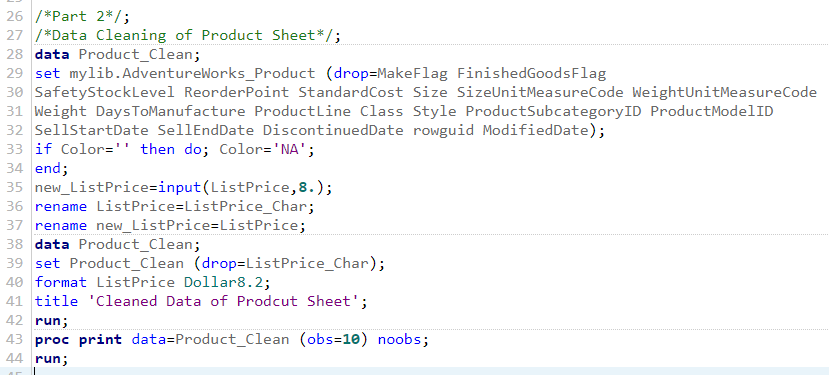 26 /*Part 2*/;
27 /*Data Cleaning of Product Sheet*/;
28 data Product_Clean;
29 set mylib.AdventureWorks_Product (drop=MakeFlag FinishedGoodsFlag
30 SafetyStockLevel ReorderPoint StandardCost Size SizeUnitMeasureCode WeightUnitMeasureCode
31 Weight DaysToManufacture ProductLine Class Style ProductSubcategoryID ProductModelID
32 SellStartDate SellEndDate DiscontinuedDate rowguid ModifiedDate);
33 if Color='' then do; Color='NA';
34 end;
35 new_ListPrice=input(ListPrice,8.);
36 rename ListPrice=ListPrice_Char;
37 rename new_ListPrice=ListPrice;
38 data Product_Clean;
39 set Product_Clean (drop=ListPrice_Char);
40 format ListPrice Dollar8.2;
41 title 'Cleaned Data of Prodcut Sheet';
42 run;
43 proc print data=Product_Clean (obs=10) noobs;
44 run;